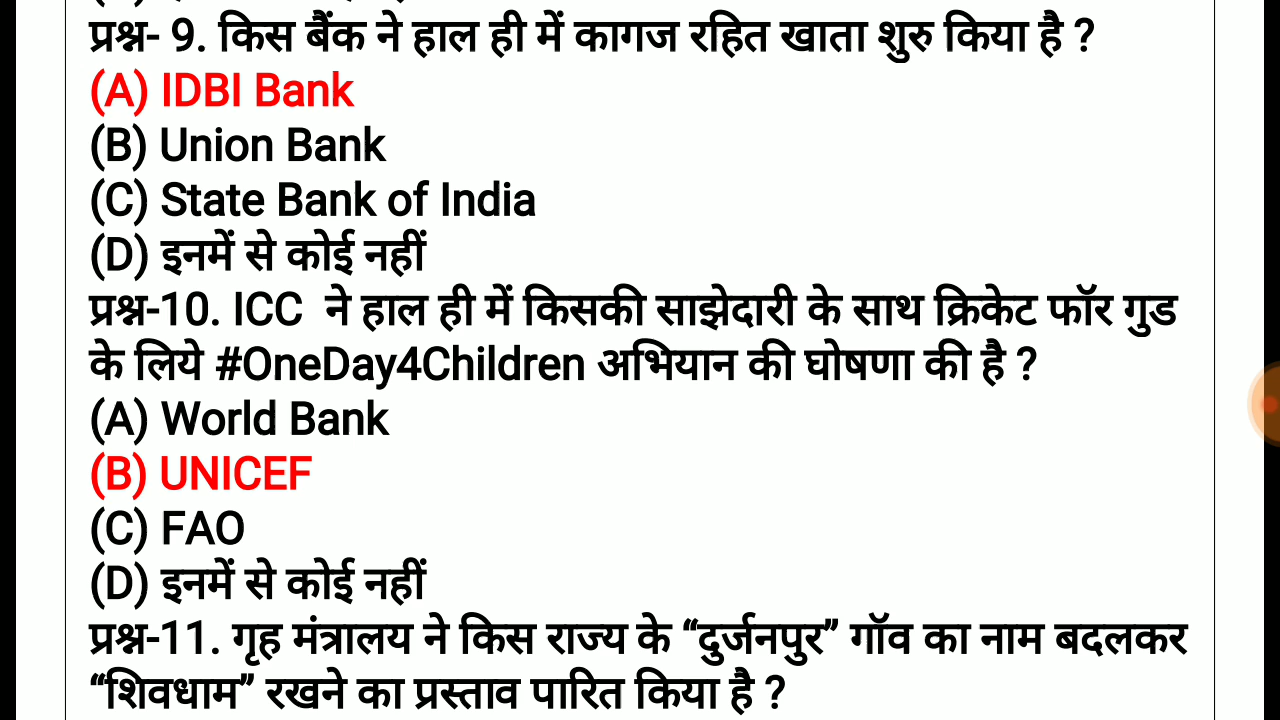 प्रश्न- 9. किस बैंक ने हाल ही में कागज रहित खाता शुरु किया है ?
(A) IDBI Bank
(B) Union Bank
(C) State Bank of India
(D) इनमें से कोई नहीं
प्रश्न-10. ICC ने हाल ही में किसकी साझेदारी के साथ क्रिकेट फॉर गुड
के लिये #OneDay4Children अभियान की घोषणा की है ?
(A) World Bank
(B) UNICEF
(C) FAO
(D) इनमें से कोई नहीं
प्रश्न-11. गृह मंत्रालय ने किस राज्य के “दुर्जनपुर” गॉव का नाम बदलकर
“शिवधाम” रखने का प्रस्ताव पारित किया है ?